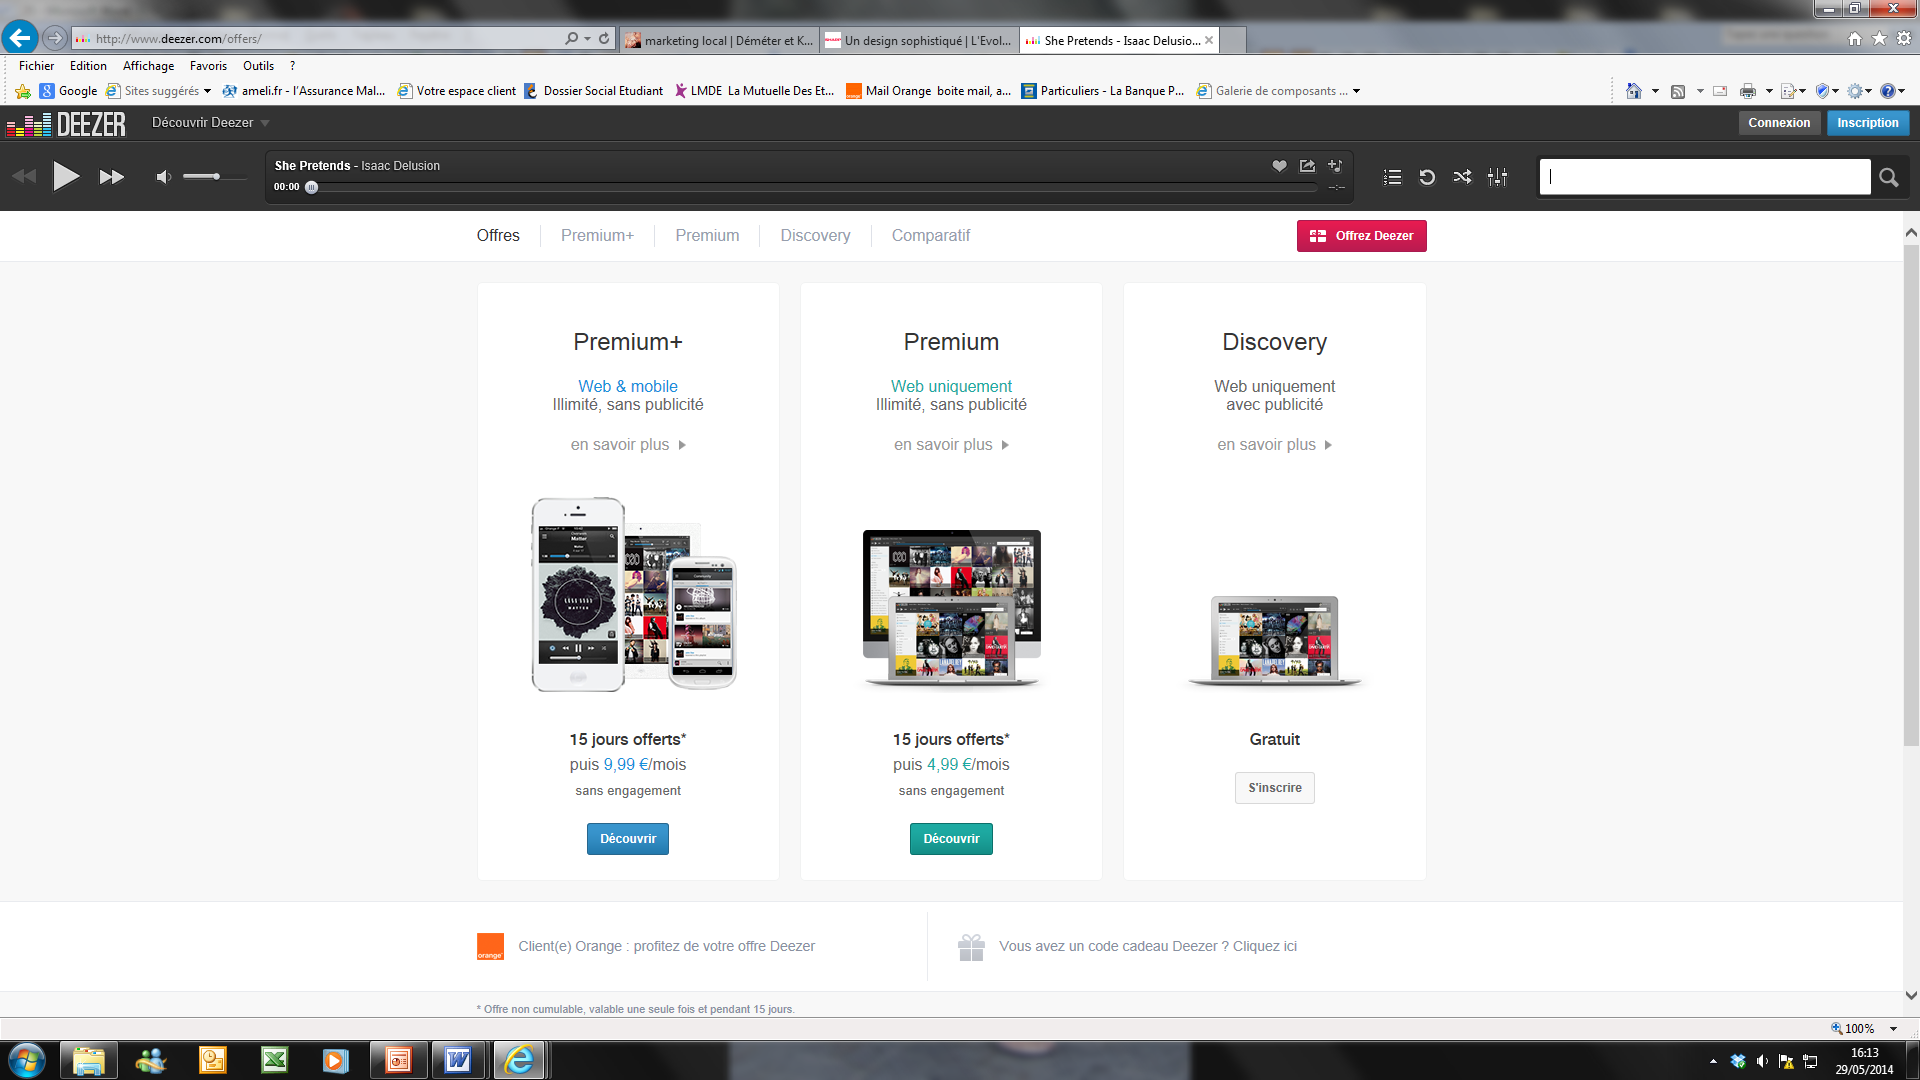 http://www.deezer.com/offers/
marketing local | Déméter et K...
Un design sophistiqué | L'Evol...
She Pretends - Isaac Delusio...
Fichier Edition Affichage Favoris Outils ?
Google
Sites suggérés
ameli.fr - l'Assurance Mal...
Votre espace client
Dossier Social Etudiant
LMDE La Mutuelle Des Et...
Mail Orange boite mail, a...
Particuliers - La Banque P...
Galerie de composants ...
DEEZER
Découvrir Deezer
Connexion
Inscription
She Pretends - Isaac Delusion
00:00
--:--
Offres
Premium+
Premium
Discovery
Comparatif
Offrez Deezer
Premium+
Web & mobile
Illimité, sans publicité
en savoir plus
15 jours offerts*
puis 9,99 €/mois
sans engagement
Découvrir
Premium
Web uniquement
Illimité, sans publicité
en savoir plus
15 jours offerts*
puis 4,99 €/mois
sans engagement
Découvrir
Discovery
Web uniquement
avec publicité
en savoir plus
Gratuit
S'inscrire
orange
Client(e) Orange : profitez de votre offre Deezer
Vous avez un code cadeau Deezer ? Cliquez ici
* Offre non cumulable, valable une seule fois et pendant 15 jours.
100%
16:13
29/05/2014